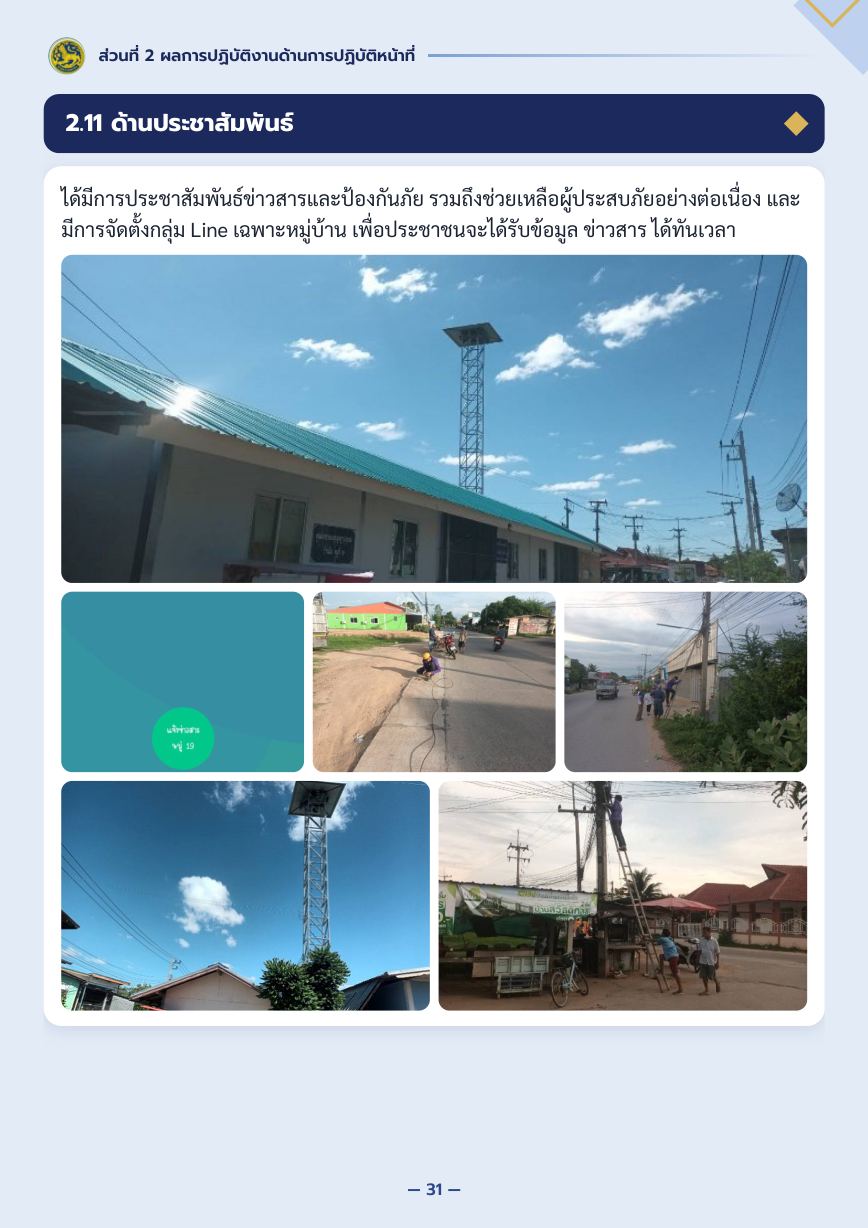 ส่วนที่ 2 ผลการปฏิบัติงานด้านการปฏิบัติหน้าที่
2.11 ด้านประชาสัมพันธ์
ได้มีการประชาสัมพันธ์ข่าวสารและป้องกันภัย รวมถึงช่วยเหลือผู้ประสบภัยอย่างต่อเนื่อง และ
มีการจัดตั้งกลุ่ม Line เฉพาะหมู่บ้าน เพื่อประชาชนจะได้รับข้อมูล ข่าวสาร ได้ทันเวลา
แจ้งข่าวสาร
หมู่ 19
— 31 —